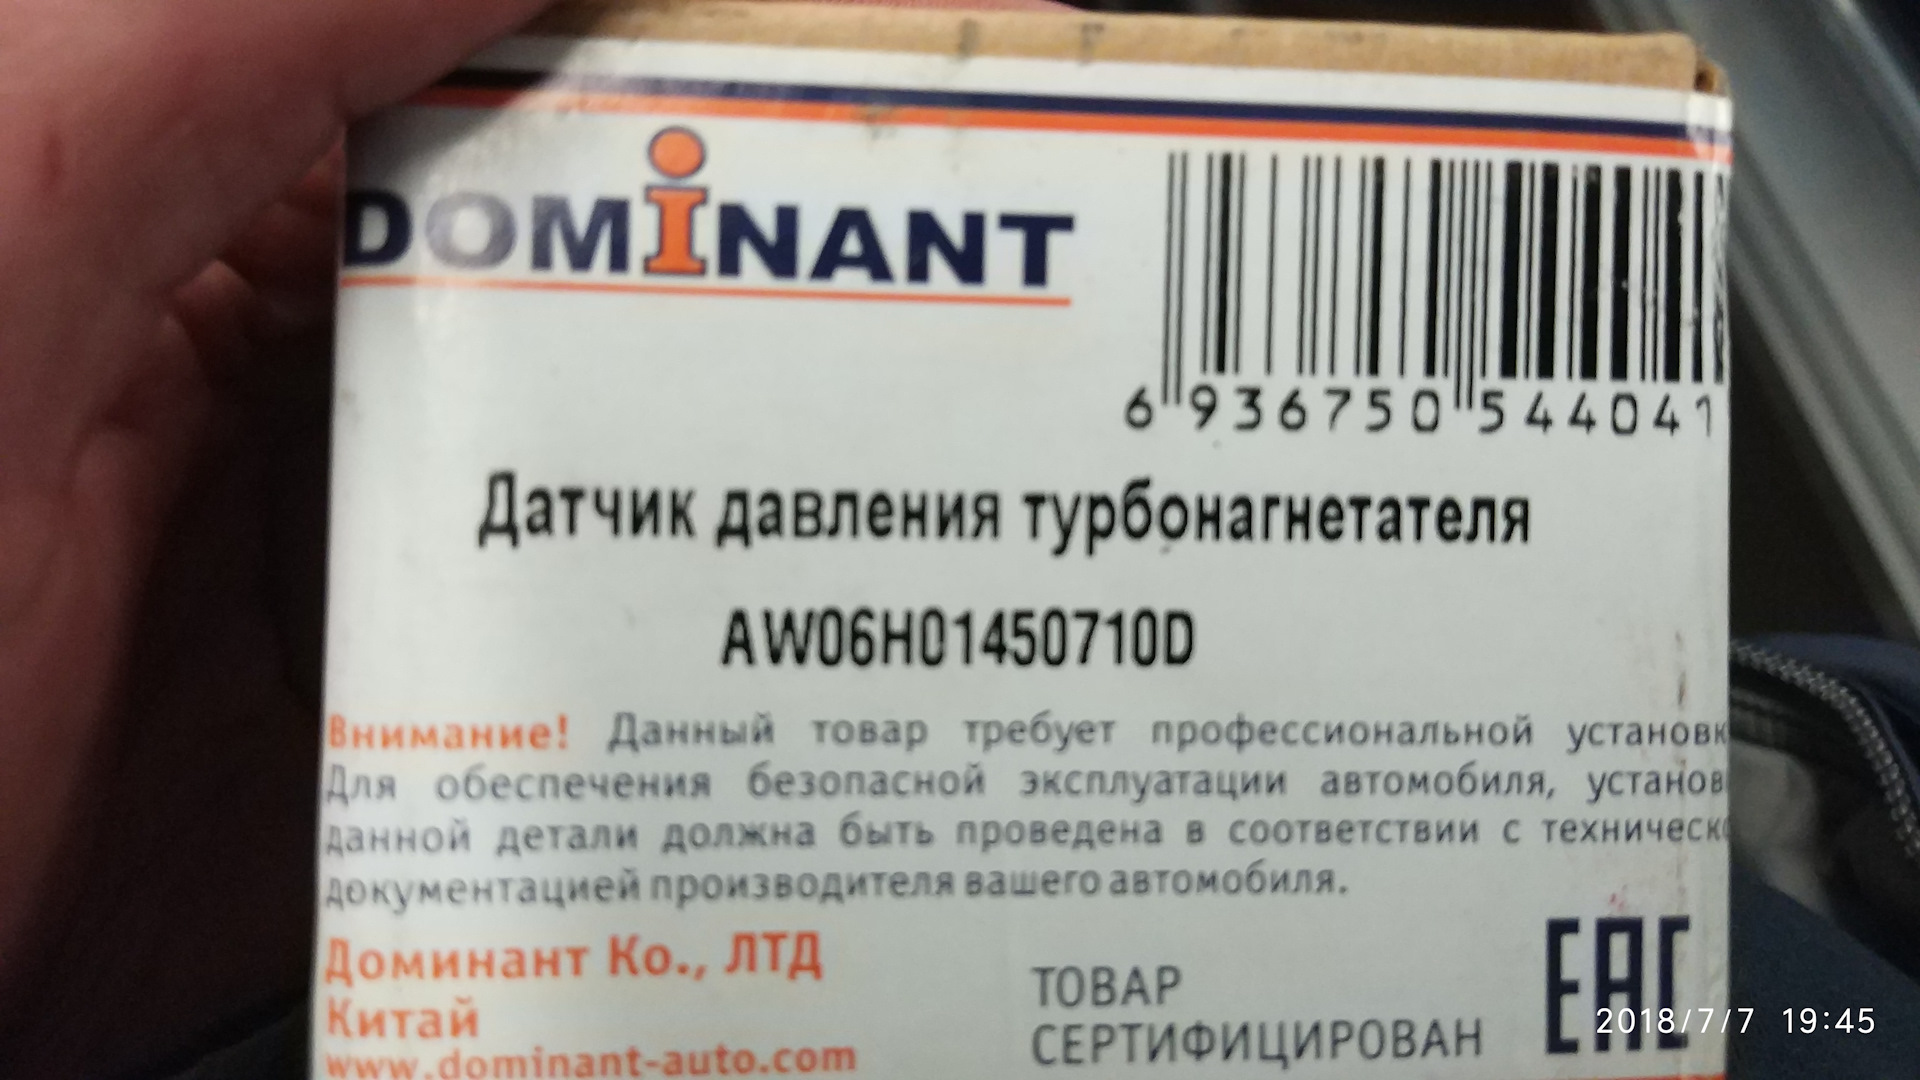 DOMiNANT
6 936750 544041
Датчик давления турбонагнетателя
AW06H01450710D
Внимание! Данный товар требует профессиональной установк
Для обеспечения безопасной эксплуатации автомобиля, установ
данной детали должна быть проведена в соответствии с техническо
документацией производителя вашего автомобиля.
Доминант Ко., ЛТД
Китай
www.dominant-auto.com
ТОВАР
СЕРТИФИЦИРОВАН
EAC
2018/7/7 19:45